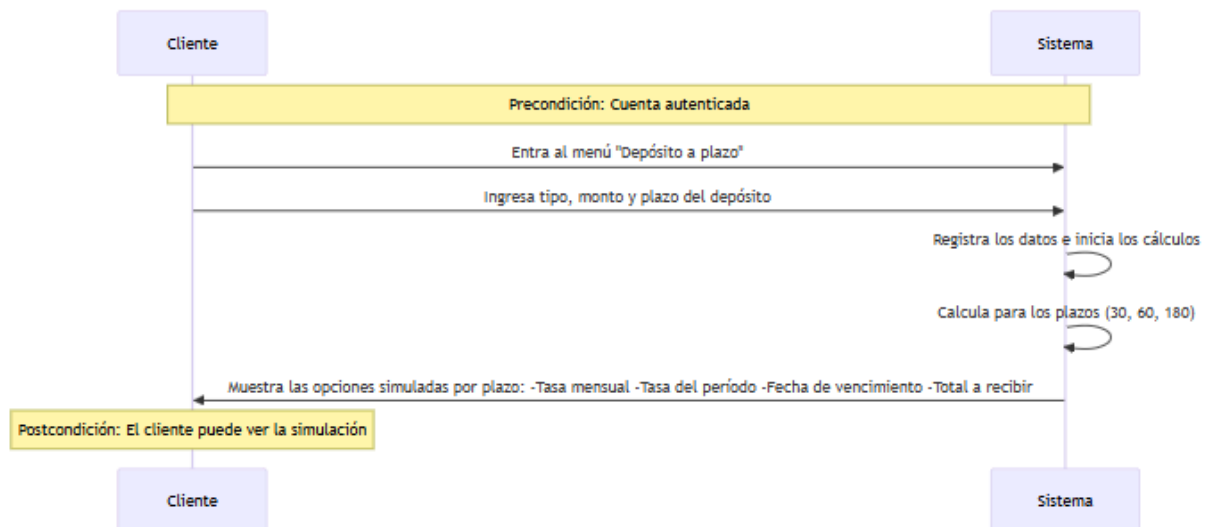 Cliente
Sistema
Precondición: Cuenta autenticada
Entra al menú "Depósito a plazo"
Ingresa tipo, monto y plazo del depósito
Registra los datos e inicia los cálculos
Calcula para los plazos (30, 60, 180)
Muestra las opciones simuladas por plazo: -Tasa mensual -Tasa del período -Fecha de vencimiento -Total a recibir
Postcondición: El cliente puede ver la simulación
Cliente
Sistema